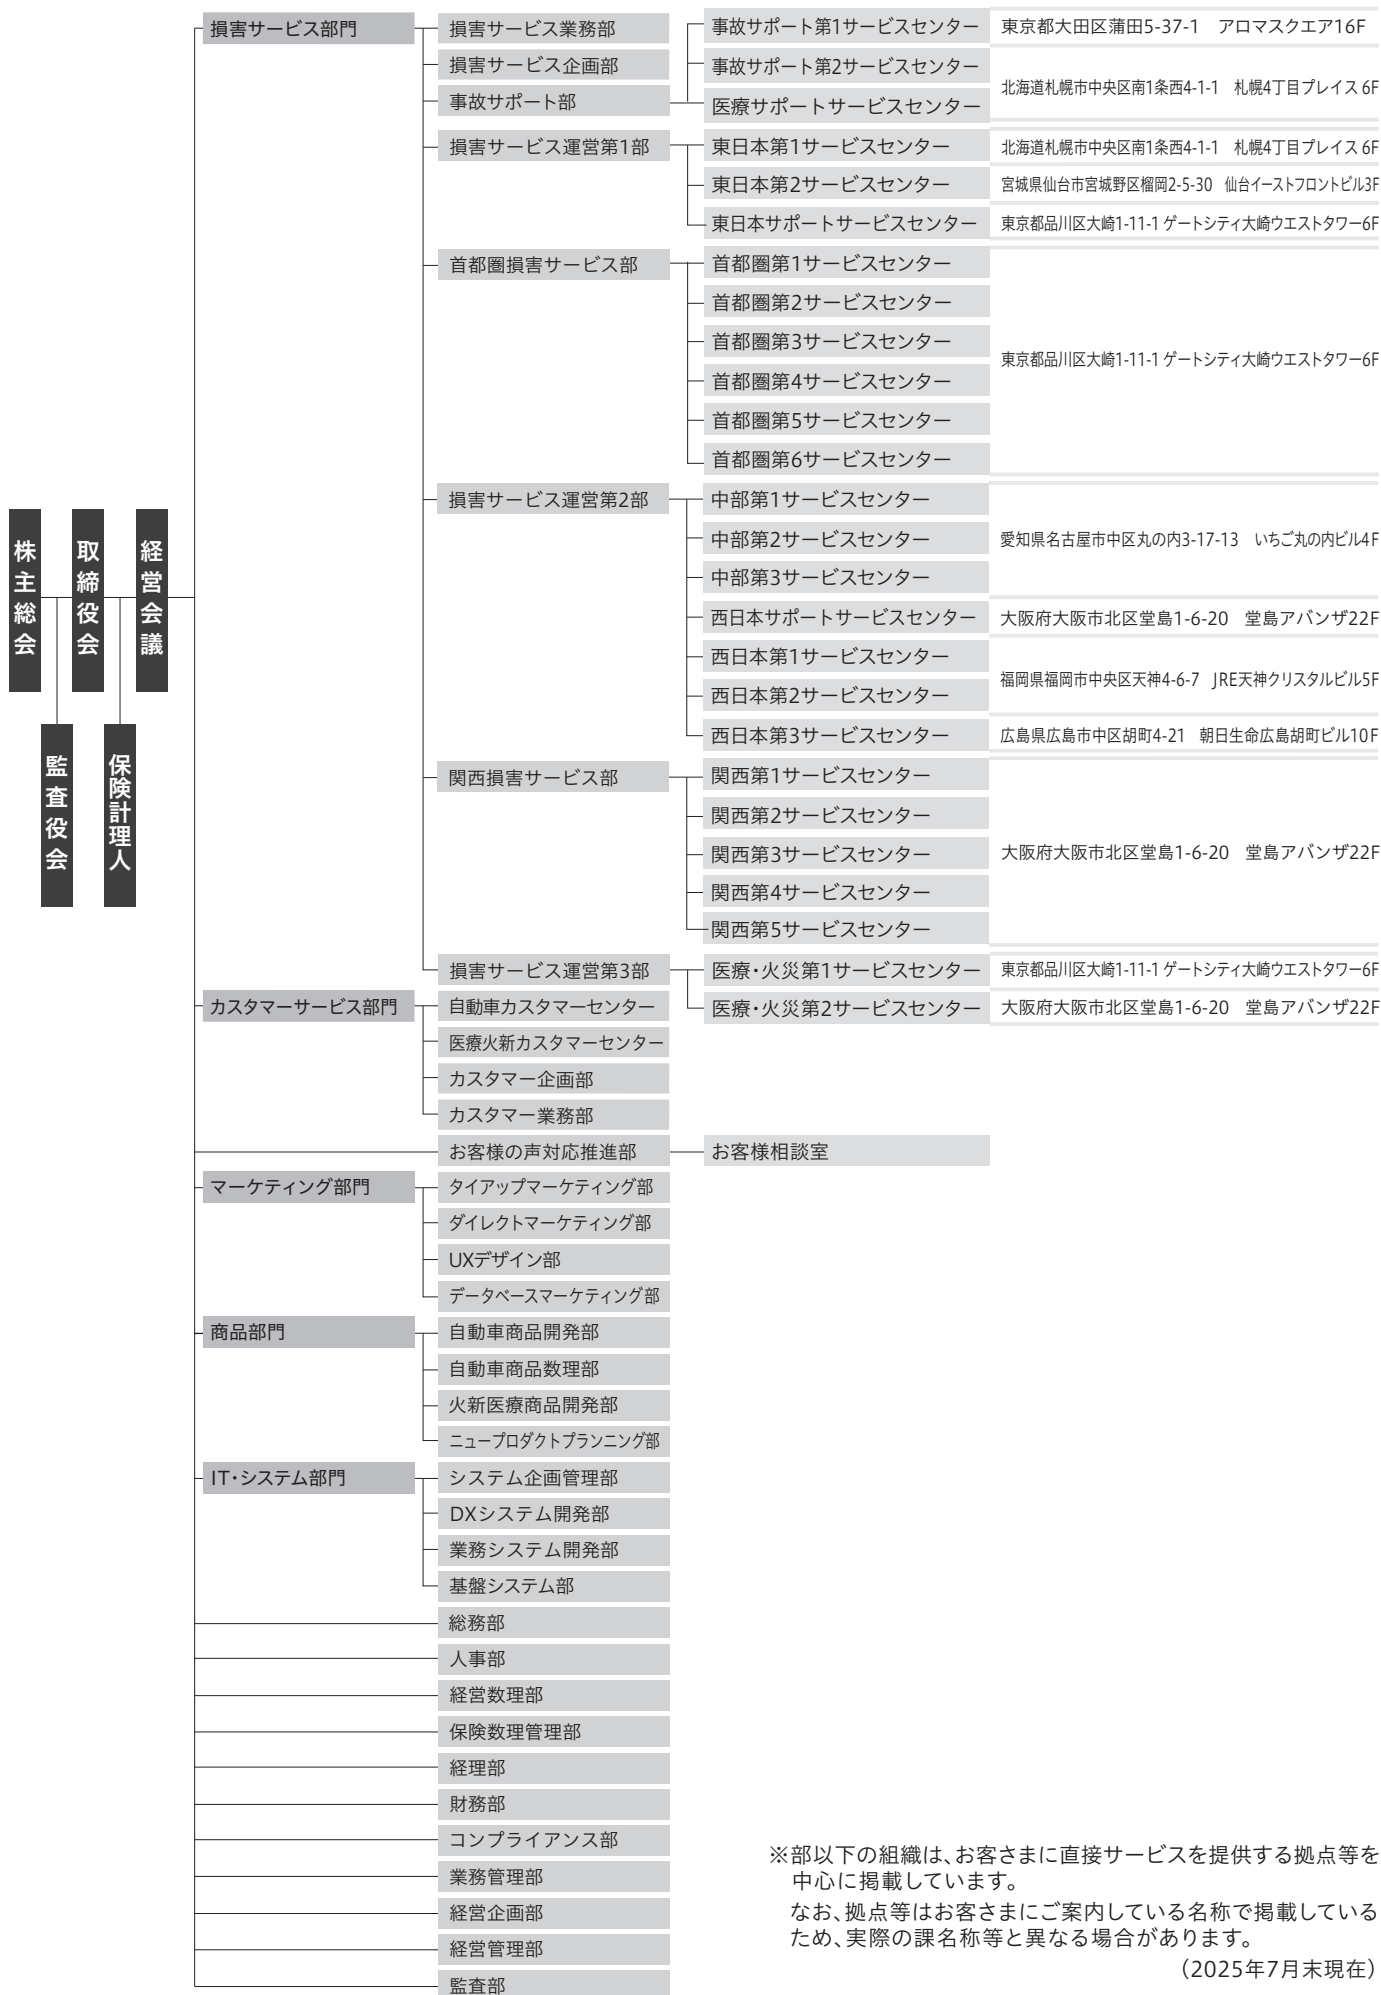 株主総会
取締役会
経営会議
監査役会
保険計理人
損害サービス部門
損害サービス業務部
損害サービス企画部
事故サポート部
事故サポート第1サービスセンター 東京都大田区蒲田5-37-1 アロマスクエア16F
事故サポート第2サービスセンター
医療サポートサービスセンター
北海道札幌市中央区南1条西4-1-1 札幌4丁目プレイス 6F
損害サービス運営第1部
東日本第1サービスセンター 北海道札幌市中央区南1条西4-1-1 札幌4丁目プレイス 6F
東日本第2サービスセンター 宮城県仙台市宮城野区榴岡2-5-30 仙台イーストフロントビル3F
東日本サポートサービスセンター 東京都品川区大崎1-11-1 ゲートシティ大崎ウエストタワー6F
首都圏損害サービス部
首都圏第1サービスセンター
首都圏第2サービスセンター
首都圏第3サービスセンター
首都圏第4サービスセンター
首都圏第5サービスセンター
首都圏第6サービスセンター
東京都品川区大崎1-11-1 ゲートシティ大崎ウエストタワー6F
損害サービス運営第2部
中部第1サービスセンター
中部第2サービスセンター
中部第3サービスセンター
愛知県名古屋市中区丸の内3-17-13 いちご丸の内ビル4F
西日本サポートサービスセンター 大阪府大阪市北区堂島1-6-20 堂島アバンザ22F
西日本第1サービスセンター
西日本第2サービスセンター
福岡県福岡市中央区天神4-6-7 JRE天神クリスタルビル5F
西日本第3サービスセンター 広島県広島市中区胡町4-21 朝日生命広島胡町ビル10F
関西損害サービス部
関西第1サービスセンター
関西第2サービスセンター
関西第3サービスセンター
関西第4サービスセンター
関西第5サービスセンター
大阪府大阪市北区堂島1-6-20 堂島アバンザ22F
損害サービス運営第3部
医療・火災第1サービスセンター 東京都品川区大崎1-11-1 ゲートシティ大崎ウエストタワー6F
医療・火災第2サービスセンター 大阪府大阪市北区堂島1-6-20 堂島アバンザ22F
カスタマーサービス部門
自動車カスタマーセンター
医療火新カスタマーセンター
カスタマー企画部
カスタマー業務部
お客様の声対応推進部
お客様相談室
マーケティング部門
タイアップマーケティング部
ダイレクトマーケティング部
UXデザイン部
データベースマーケティング部
商品部門
自動車商品開発部
自動車商品数理部
火新医療商品開発部
ニュープロダクトプランニング部
IT・システム部門
システム企画管理部
DXシステム開発部
業務システム開発部
基盤システム部
総務部
人事部
経営数理部
保険数理管理部
経理部
財務部
コンプライアンス部
業務管理部
経営企画部
経営管理部
監査部
※部以下の組織は、お客さまに直接サービスを提供する拠点等を
中心に掲載しています。
なお、拠点等はお客さまにご案内している名称で掲載している
ため、実際の課名称等と異なる場合があります。
(2025年7月末現在)